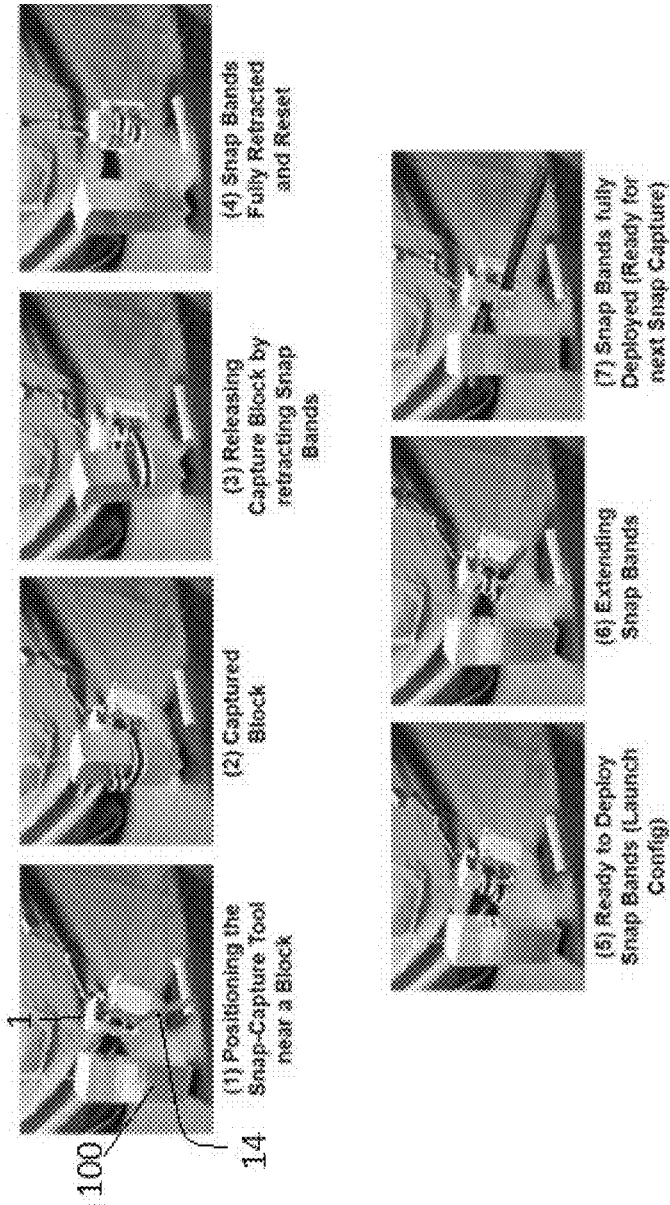 100
1
14
(1) Positioning the
Snap-Capture Tool
near a Block
(2) Captured
Block
(3) Releasing
Capture Block by
retracting Snap
Bands
(4) Snap Bands
Fully Retracted
and Reset
(5) Ready to Deploy
Snap Bands (Launch
Config)
(6) Extending
Snap Bands
(7) Snap Bands fully
Deployed (Ready for
next Snap Capture)